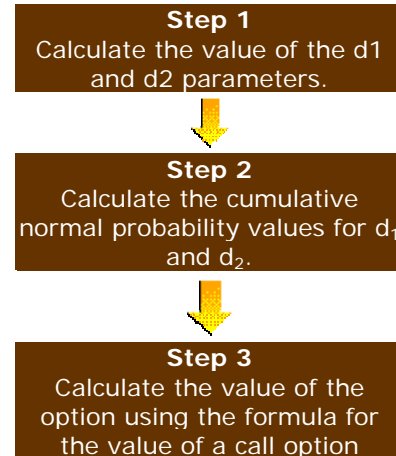 Step 1
Calculate the value of the d1
and d2 parameters.
Step 2
Calculate the cumulative
normal probability values for d₁
and d₂.
Step 3
Calculate the value of the
option using the formula for
the value of a call option